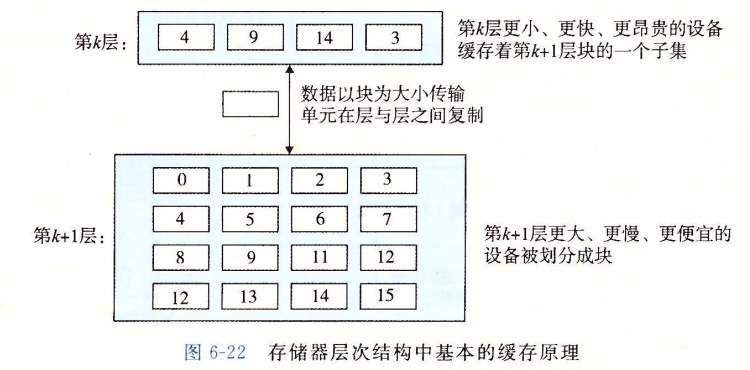 第k层：
4 9 14 3
第k层更小、更快、更昂贵的设备
缓存着第k+1层块的一个子集
数据以块为大小传输
单元在层与层之间复制
第k+1层：
0 1 2 3
4 5 6 7
8 9 11 12
12 13 14 15
第k+1层更大、更慢、更便宜的
设备被划分成块
图 6-22 存储器层次结构中基本的缓存原理